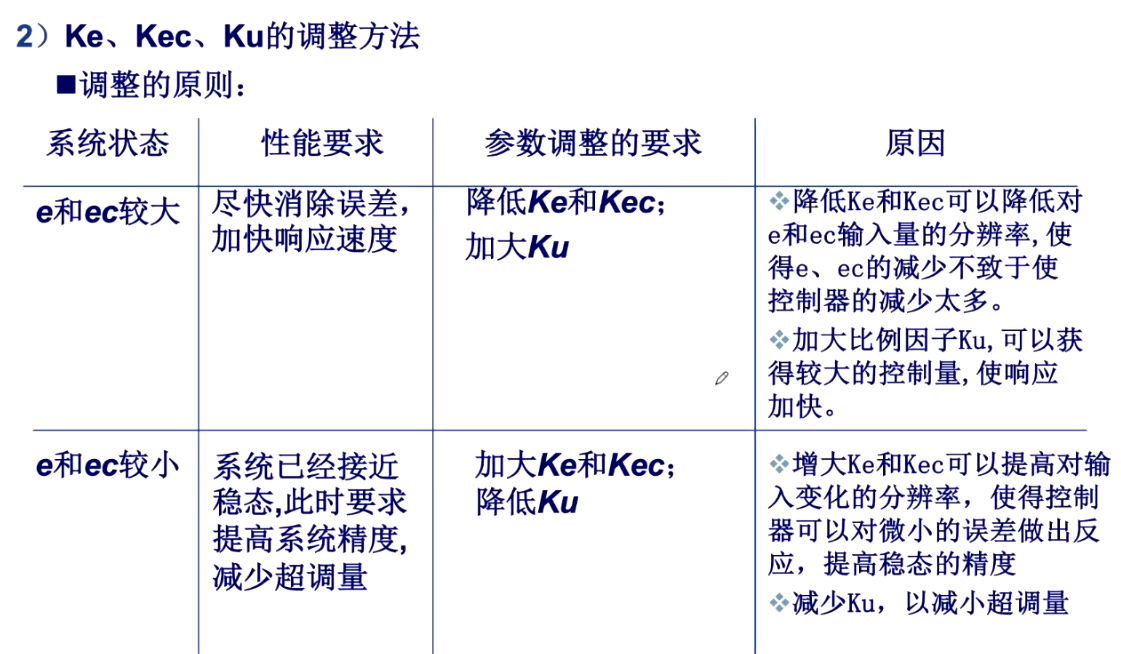 2）Ke、Kec、Ku的调整方法
■调整的原则：
系统状态
性能要求
参数调整的要求
原因
e和ec较大
尽快消除误差，
加快响应速度
降低Ke和Kec；
加大Ku
❖降低Ke和Kec可以降低对
e和ec输入量的分辨率,使
得e、ec的减少不致于使
控制器的减少太多。
❖加大比例因子Ku,可以获
得较大的控制量,使响应
加快。
e和ec较小
系统已经接近
稳态,此时要求
提高系统精度,
减少超调量
加大Ke和Kec；
降低Ku
❖增大Ke和Kec可以提高对输
入变化的分辨率，使得控制
器可以对微小的误差做出反
应，提高稳态的精度
❖减少Ku，以减小超调量